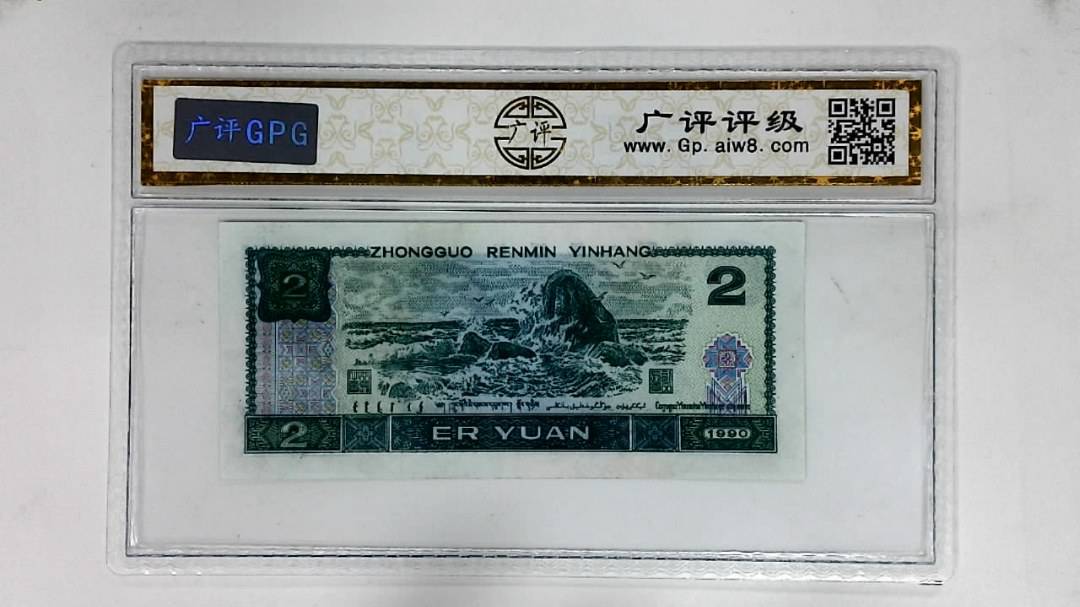 广评GPG
广评
广评评级
www. Gp. aiw8. com
ZHONGGUO RENMIN YINHANG
2
2
2
ER YUAN
1990